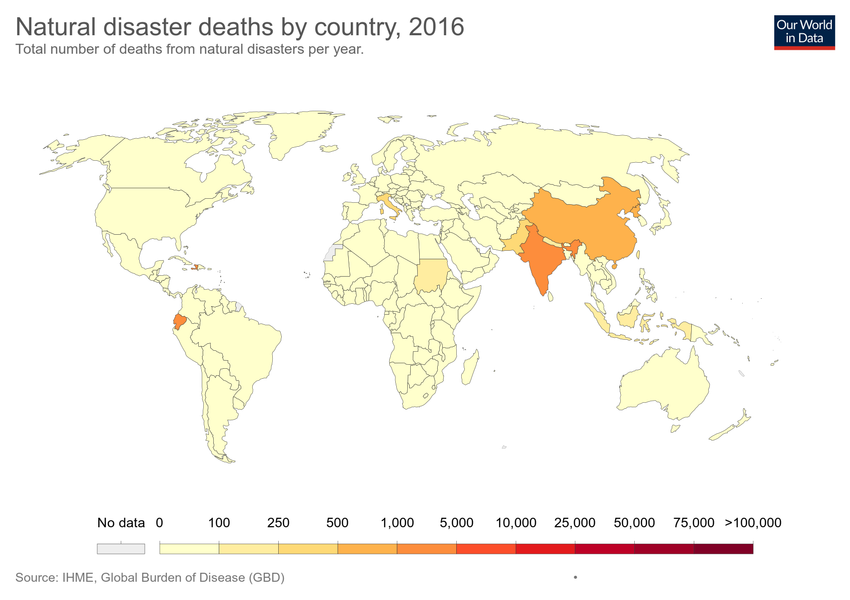 Natural disaster deaths by country, 2016
Total number of deaths from natural disasters per year.
Our World
in Data
No data 0 100 250 500 1,000 5,000 10,000 25,000 50,000 75,000 >100,000
Source: IHME, Global Burden of Disease (GBD)